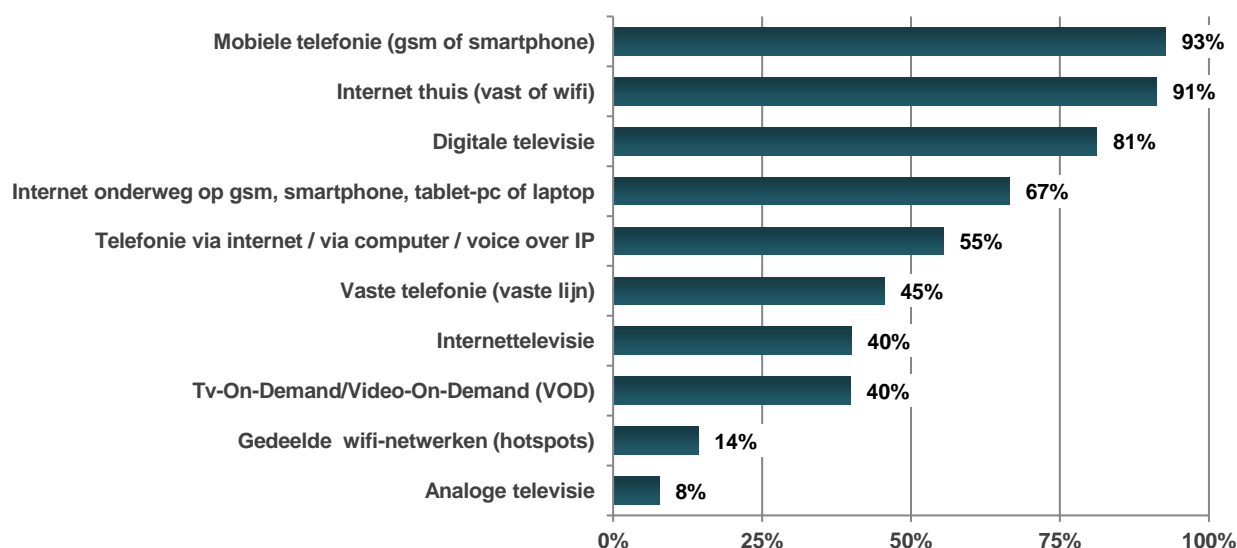 Mobiele telefonie (gsm of smartphone) 93%
Internet thuis (vast of wifi) 91%
Digitale televisie 81%
Internet onderweg op gsm, smartphone, tablet-pc of laptop 67%
Telefonie via internet / via computer / voice over IP 55%
Vaste telefonie (vaste lijn) 45%
Internettelevisie 40%
Tv-On-Demand/Video-On-Demand (VOD) 40%
Gedeelde  wifi-netwerken (hotspots) 14%
Analoge televisie 8%
0% 25% 50% 75% 100%